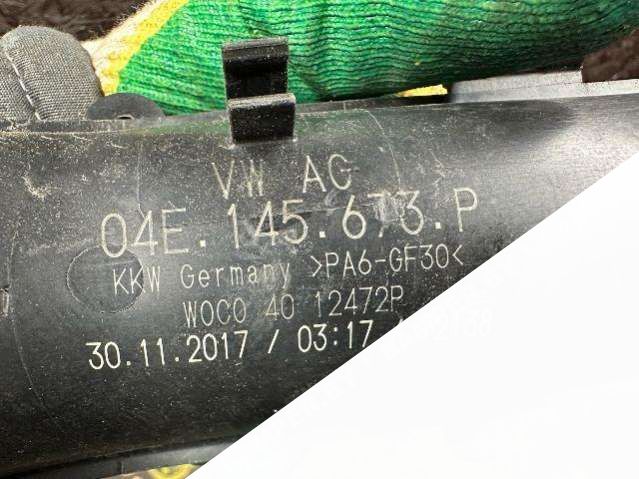 VW AG
04E.145.673.P
KKW Germany >PA6-GF30<
WOCO 40 12472P
30.11.2017 / 03:17